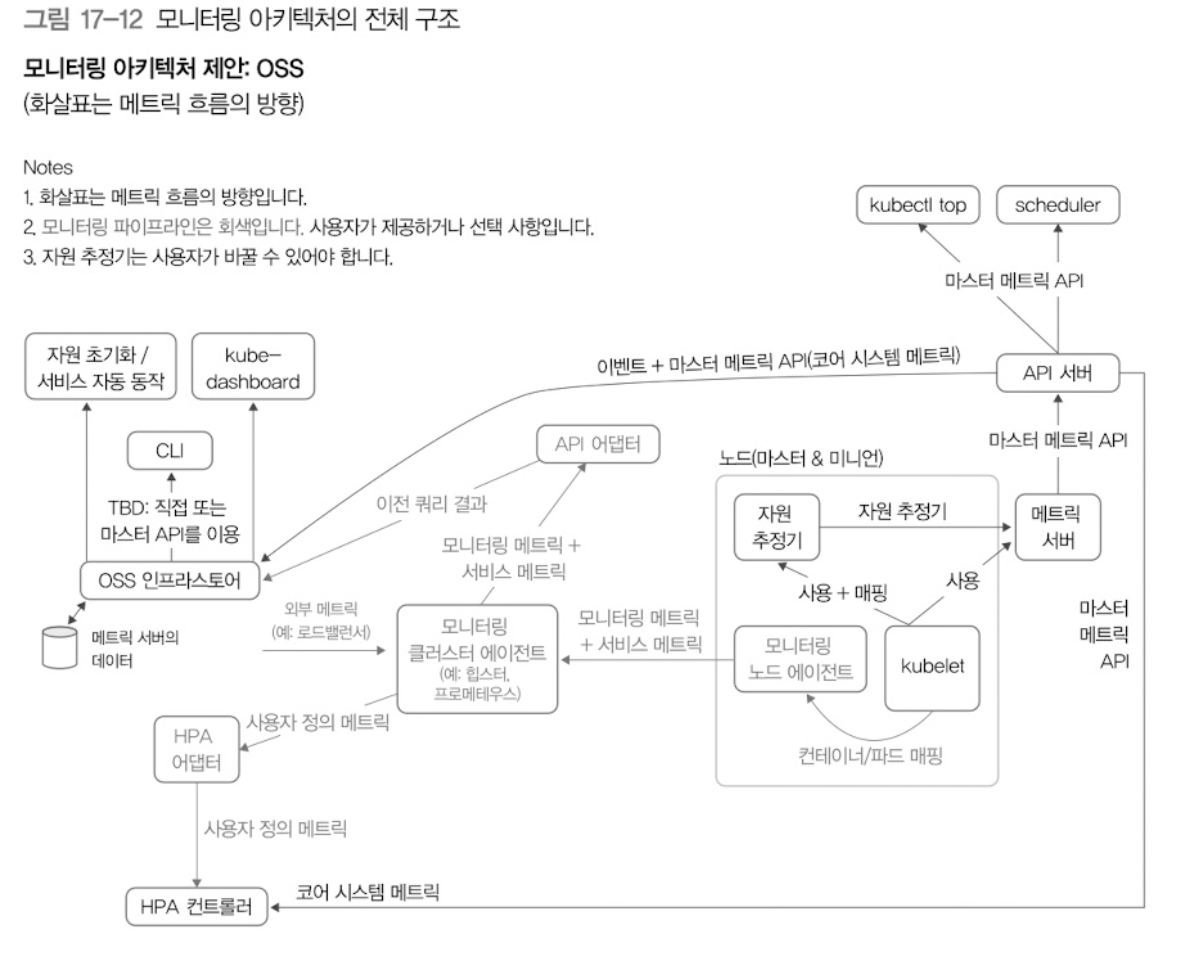 그림 17-12 모니터링 아키텍처의 전체 구조
모니터링 아키텍처 제안: OSS
(화살표는 메트릭 흐름의 방향)
Notes
1. 화살표는 메트릭 흐름의 방향입니다.
2. 모니터링 파이프라인은 회색입니다. 사용자가 제공하거나 선택 사항입니다.
3. 자원 추정기는 사용자가 바꿀 수 있어야 합니다.
kubectl top
scheduler
마스터 메트릭 API
자원 초기화 /
서비스 자동 동작
kube-
dashboard
이벤트 + 마스터 메트릭 API(코어 시스템 메트릭)
API 서버
CLI
API 어댑터
마스터 메트릭 API
노드(마스터 & 미니언)
TBD: 직접 또는
마스터 API를 이용
이전 쿼리 결과
자원
추정기
자원 추정기
메트릭
서버
모니터링 메트릭 +
서비스 메트릭
OSS 인프라스토어
사용 + 매핑
사용
메트릭 서버의
데이터
외부 메트릭
(예: 로드밸런서)
모니터링
클러스터 에이전트
(예: 힙스터,
프로메테우스)
모니터링 메트릭
+ 서비스 메트릭
모니터링
노드 에이전트
kubelet
마스터
메트릭
API
사용자 정의 메트릭
HPA
어댑터
컨테이너/파드 매핑
사용자 정의 메트릭
코어 시스템 메트릭
HPA 컨트롤러